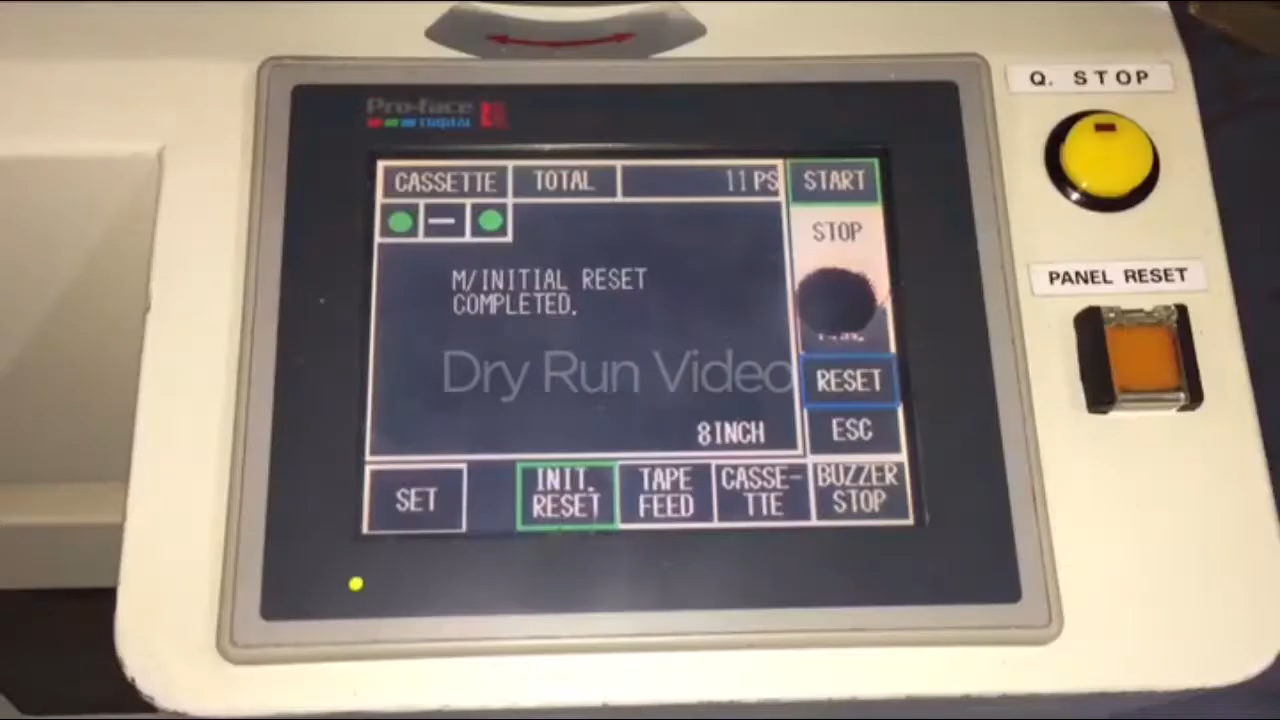 Q. STOP
Pro-face
DIGITAL
CASSETTE
TOTAL
11PS
START
STOP
PANEL RESET
M/INITIAL RESET
COMPLETED.
Dry Run Video
RESET
8INCH
ESC
SET
INIT.
RESET
TAPE
FEED
CASSE-
TTE
BUZZER
STOP